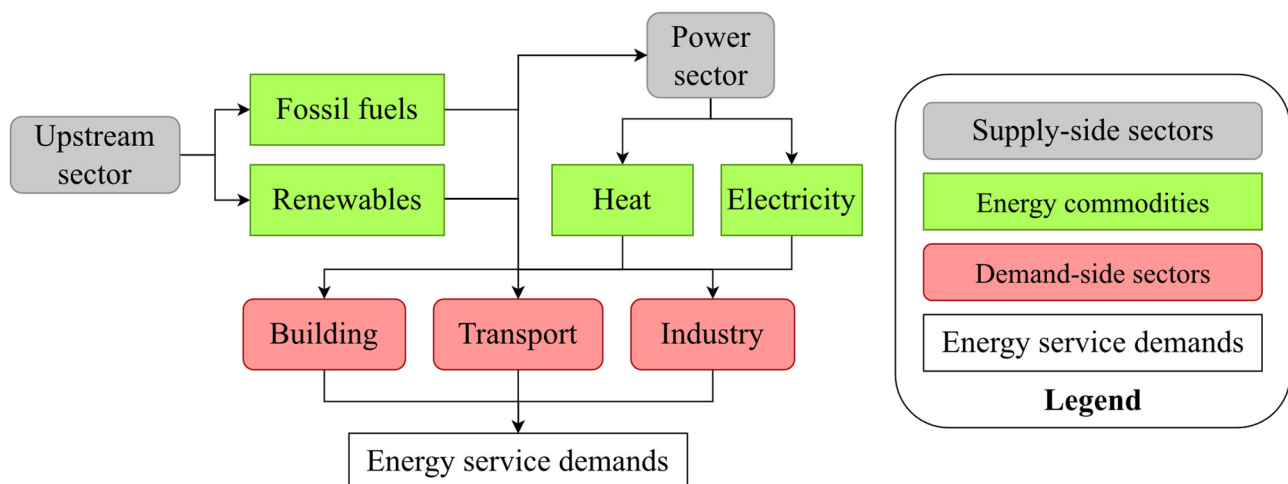 Power
sector
Fossil fuels
Upstream
sector
Renewables
Heat
Electricity
Building
Transport
Industry
Energy service demands
Supply-side sectors
Energy commodities
Demand-side sectors
Energy service demands
Legend